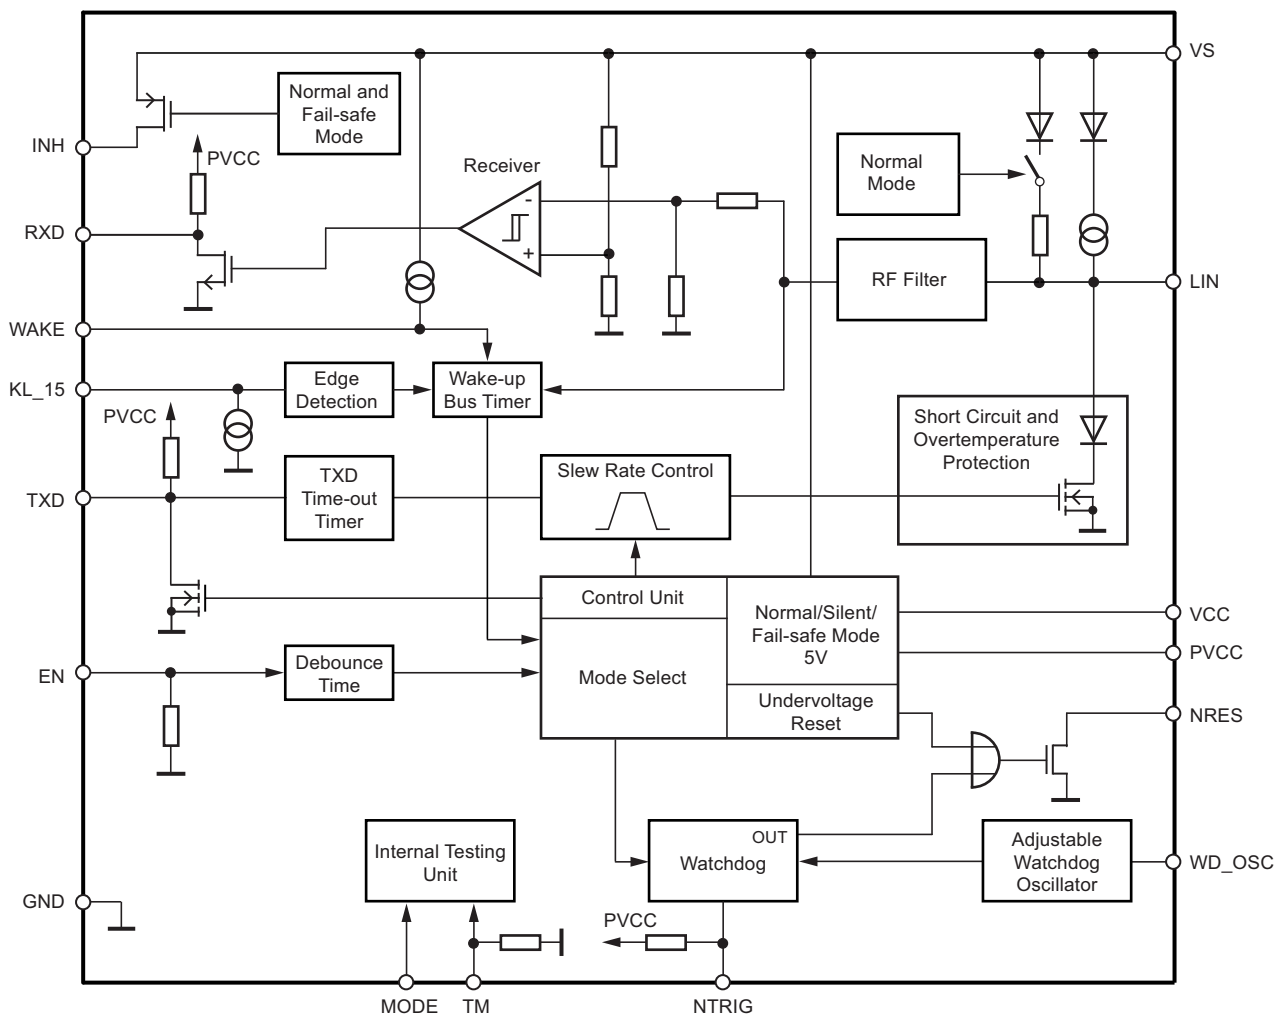 VS
Normal and
Fail-safe
Mode
INH
PVCC
Receiver
Normal
Mode
-
+
RXD
RF Filter
LIN
WAKE
KL_15
Edge
Detection
Wake-up
Bus Timer
PVCC
Short Circuit and
Overtemperature
Protection
TXD
TXD
Time-out
Timer
Slew Rate Control
Control Unit
Normal/Silent/
Fail-safe Mode
5V
VCC
PVCC
EN
Debounce
Time
Mode Select
Undervoltage
Reset
NRES
Internal Testing
Unit
OUT
Watchdog
Adjustable
Watchdog
Oscillator
WD_OSC
GND
PVCC
MODE
TM
NTRIG